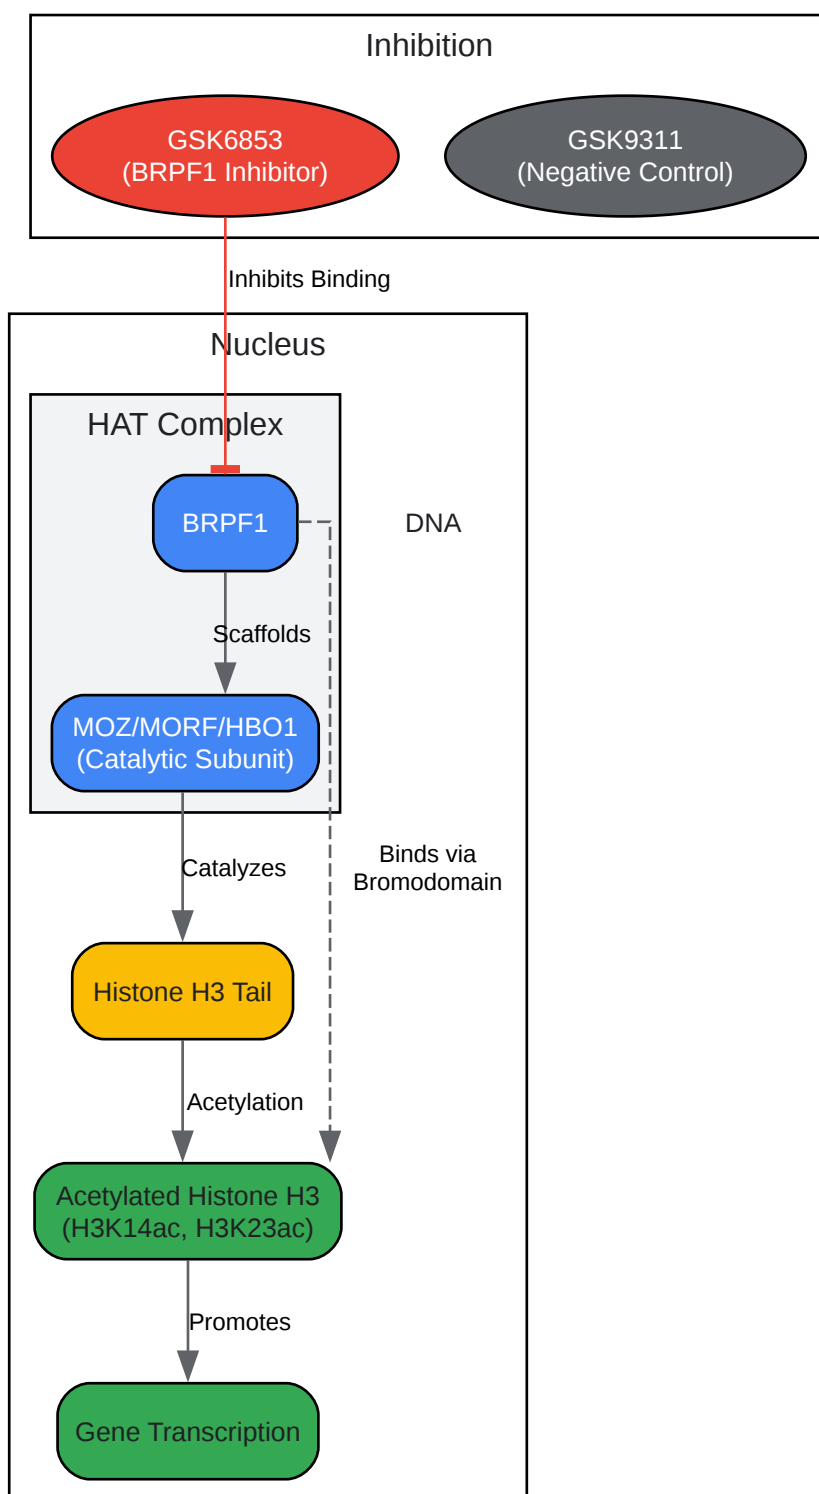 Inhibition
GSK6853
(BRPF1 Inhibitor)
GSK9311
(Negative Control)
Inhibits Binding
Nucleus
HAT Complex
BRPF1
DNA
Scaffolds
MOZ/MORF/HBO1
(Catalytic Subunit)
Catalyzes
Binds via
Bromodomain
Histone H3 Tail
Acetylation
Acetylated Histone H3
(H3K14ac, H3K23ac)
Promotes
Gene Transcription